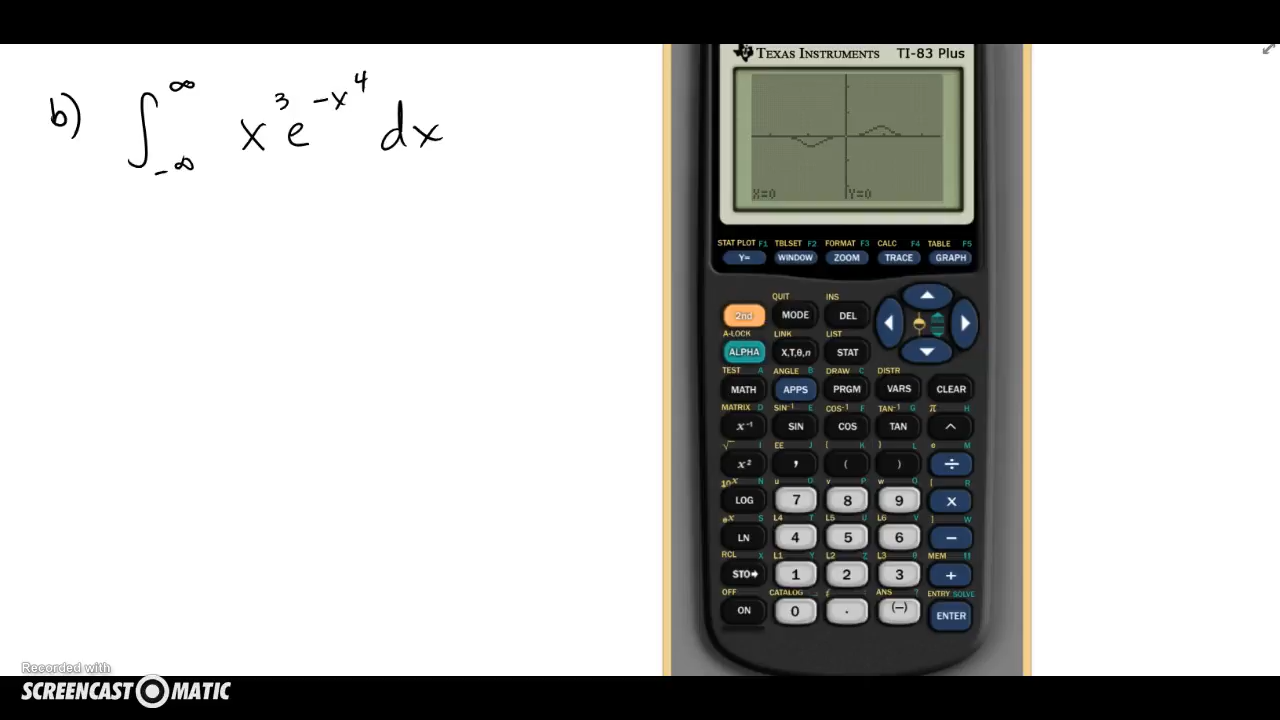 b) ∫_{-∞}^{∞} x³ e^{-x⁴} dx
TEXAS INSTRUMENTS TI-83 Plus
X=0 Y=0
STAT PLOT F1 TBLSET F2 FORMAT F3 CALC F4 TABLE F5
Y= WINDOW ZOOM TRACE GRAPH
QUIT INS
2nd MODE DEL
A-LOCK LINK LIST
ALPHA X,T,θ,n STAT
TEST A ANGLE B DRAW C DISTR
MATH APPS PRGM VARS CLEAR
MATRIX D SIN⁻¹ E COS⁻¹ F TAN⁻¹ G π H
x⁻¹ SIN COS TAN ^
√ I EE J { K } L e M
x² , ( ) ÷
10ˣ N u O v P w Q [ R
LOG 7 8 9 ×
eˣ S L4 T L5 U L6 V ] W
LN 4 5 6 −
RCL X L1 Y L2 Z L3 θ MEM "
STO➔ 1 2 3 +
OFF CATALOG ANS ? ENTRY SOLVE
ON 0 . (−) ENTER
Recorded with
SCREENCAST MATIC